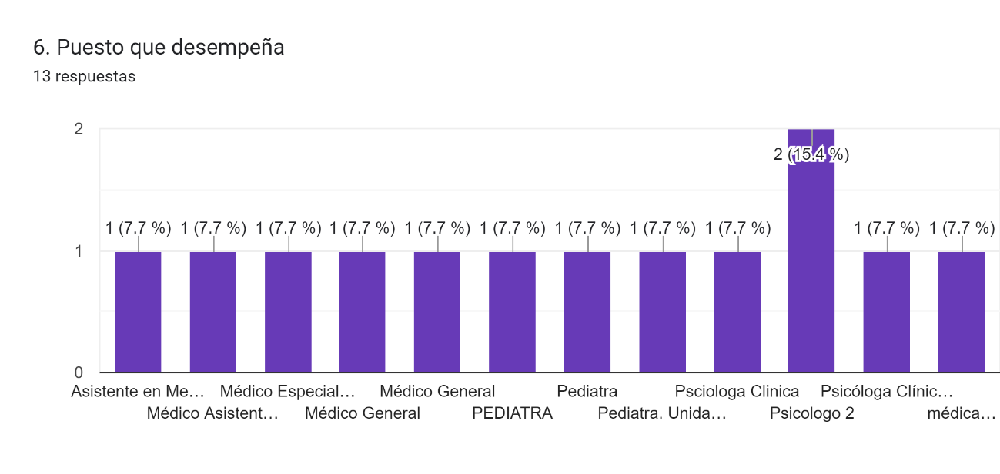 6. Puesto que desempeña
13 respuestas
2
2 (15.4 %)
1 (7.7 %) 1 (7.7 %) 1 (7.7 %) 1 (7.7 %) 1 (7.7 %) 1 (7.7 %) 1 (7.7 %) 1 (7.7 %) 1 (7.7 %) 1 (7.7 %) 1 (7.7 %)
1
0
Asistente en Me… Médico Especial… Médico General Pediatra Psciologa Clinica Psicóloga Clínic…
Médico Asistent… Médico General PEDIATRA Pediatra. Unida… Psicologo 2 médica…